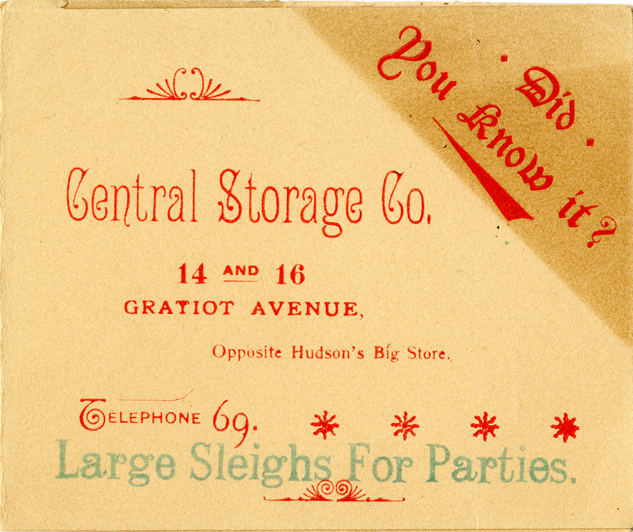 Did
You Know it?
Central Storage Co.
14 AND 16
GRATIOT AVENUE,
Opposite Hudson's Big Store.
TELEPHONE 69.
Large Sleighs For Parties.